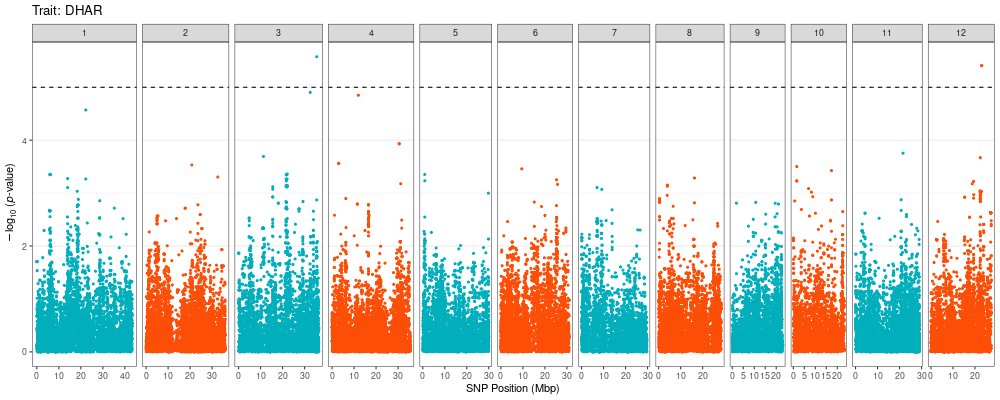 Trait: DHAR
1 2 3 4 5 6 7 8 9 10 11 12
−log10 (p-value)
4
2
0
0 10 20 30 40 0 10 20 30 0 10 20 30 0 10 20 30 0 10 20 30 0 10 20 30 0 10 20 30 0 10 20 0 5 10 15 20 0 5 10 15 20 0 10 20 30 0 10 20
SNP Position (Mbp)